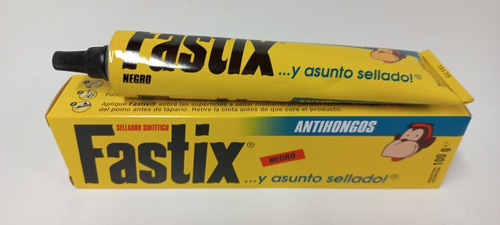 Fastix
NEGRO
...y asunto sellado!
Aplique Fastix® sobre las superficies a sellar
del pomo antes de taparlo. Retire la cinta antes de que cure el producto.
SELLADOR SINTÉTICO
ANTIHONGOS
Fastix®
NEGRO
...y asunto sellado!®
100 g